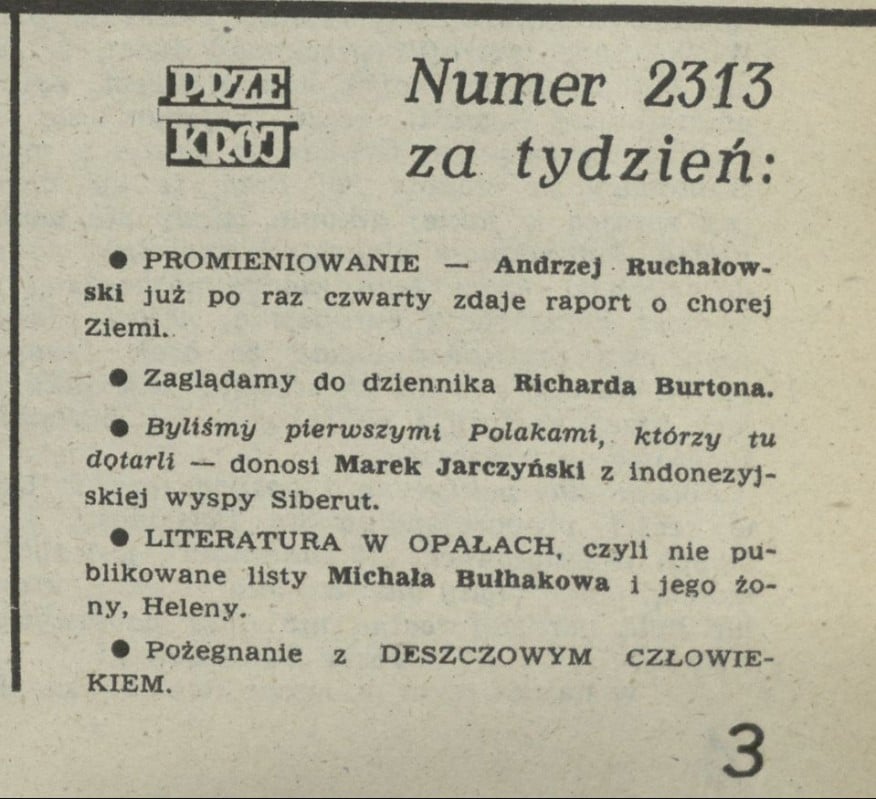 PRZE
KRÓJ
Numer 2313
za tydzień:
● PROMIENIOWANIE — Andrzej Ruchałow-
ski już po raz czwarty zdaje raport o chorej
Ziemi.
● Zaglądamy do dziennika Richarda Burtona.
● Byliśmy pierwszymi Polakami, którzy tu
dotarli — donosi Marek Jarczyński z indonezyj-
skiej wyspy Siberut.
● LITERATURA W OPAŁACH, czyli nie pu-
blikowane listy Michała Bułhakowa i jego żo-
ny, Heleny.
● Pożegnanie z DESZCZOWYM CZŁOWIE-
KIEM.
3